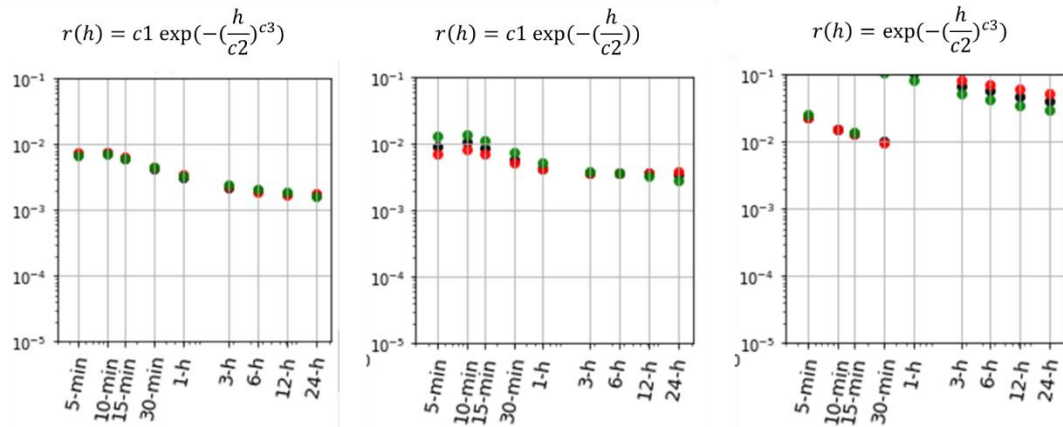 r(h) = c1 exp(−(h/c2)^c3)
10⁻¹
10⁻²
10⁻³
10⁻⁴
10⁻⁵
5-min
10-min
15-min
30-min
1-h
3-h
6-h
12-h
24-h
r(h) = c1 exp(−(h/c2))
10⁻¹
10⁻²
10⁻³
10⁻⁴
10⁻⁵
5-min
10-min
15-min
30-min
1-h
3-h
6-h
12-h
24-h
r(h) = exp(−(h/c2)^c3)
10⁻¹
10⁻²
10⁻³
10⁻⁴
10⁻⁵
5-min
10-min
15-min
30-min
1-h
3-h
6-h
12-h
24-h